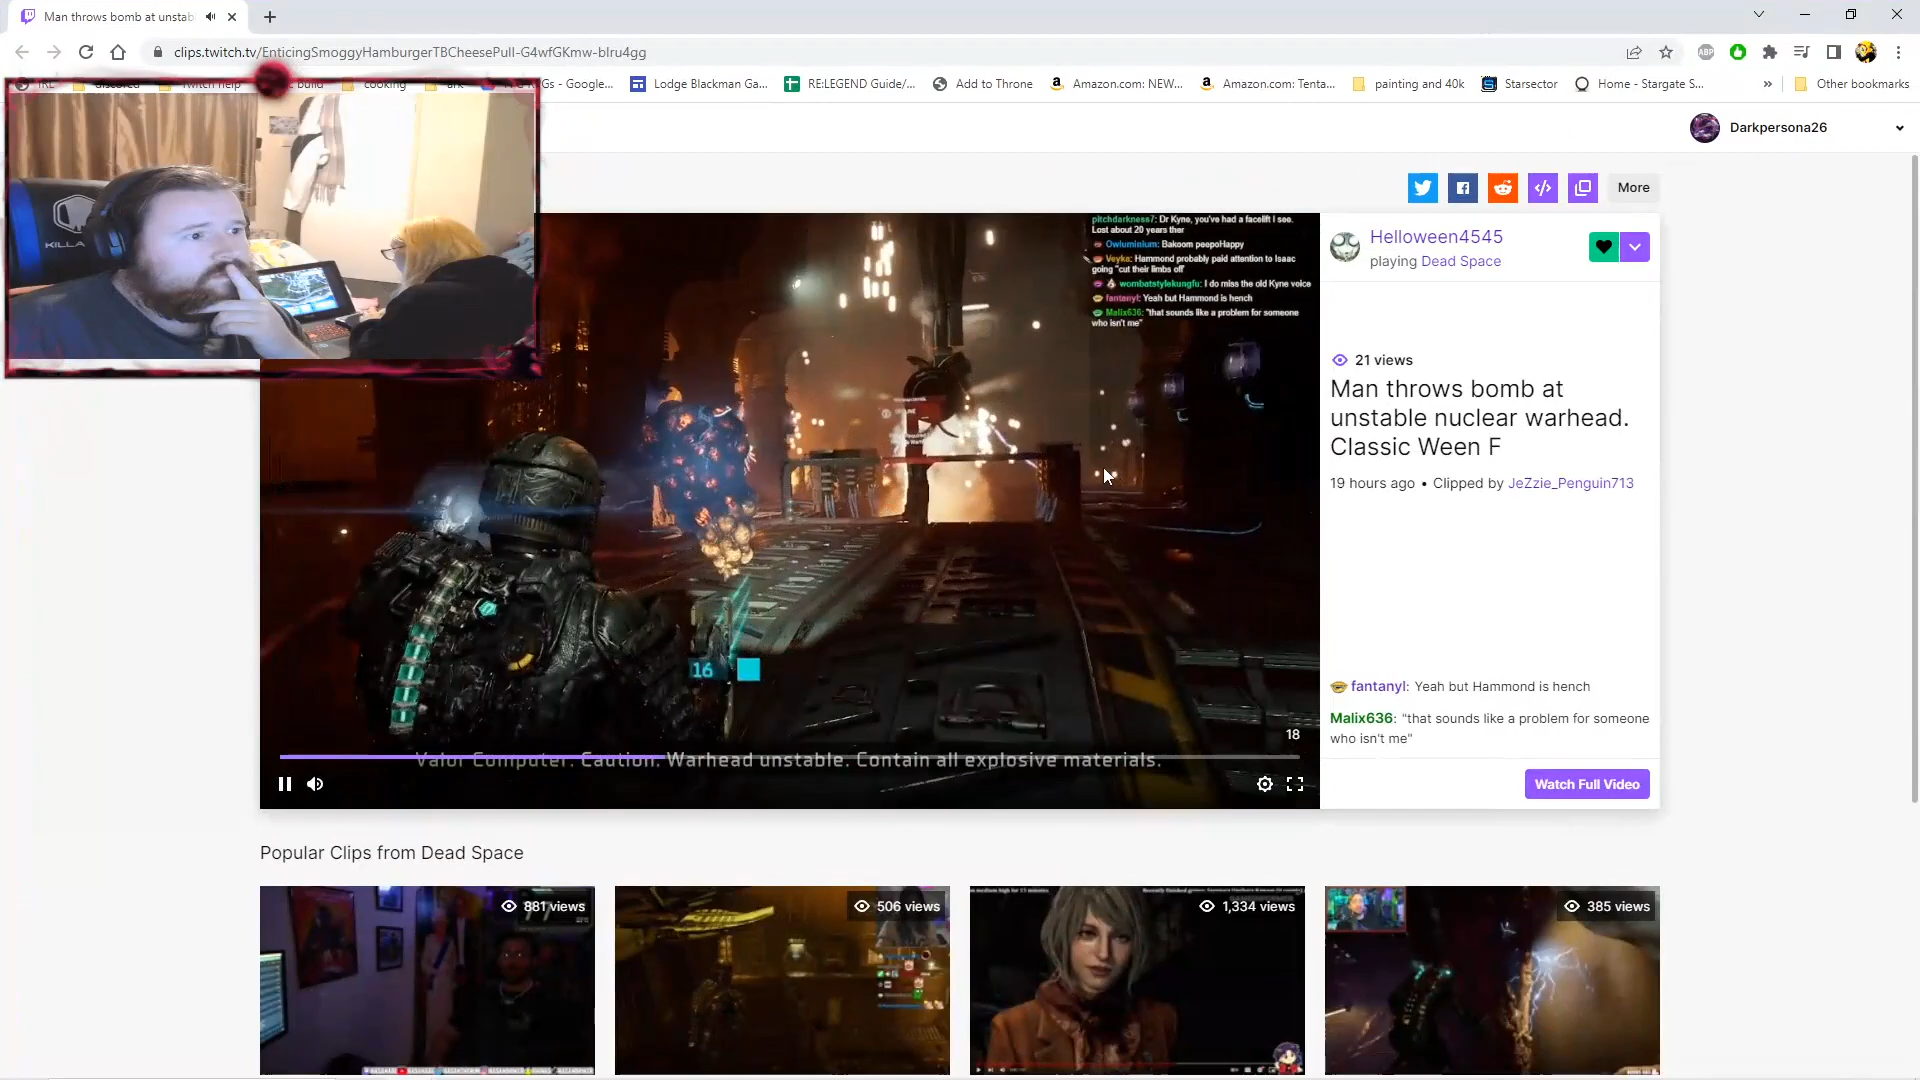 Man throws bomb at unstab
clips.twitch.tv/EnticingSmoggyHamburgerTBCheesePull-G4wfGKmw-blru4gg
ABP
cooking
Gs - Google...
Lodge Blackman Ga...
RE:LEGEND Guide/...
Add to Throne
Amazon.com: NEW...
Amazon.com: Tenta...
painting and 40k
Starsector
Home - Stargate S...
Other bookmarks
Darkpersona26
More
KILLA
pitchdarkness7: Dr Kyne, you've had a facelift I see.
Lost about 20 years ther
Owluminium: Bakoom peepoHappy
Veyka: Hammond probably paid attention to Isaac
going "cut their limbs off"
wombatstylekungfu: I do miss the old Kyne voice
fantanyl: Yeah but Hammond is hench
Malix636: "that sounds like a problem for someone
who isn't me"
Helloween4545
playing Dead Space
21 views
Man throws bomb at
unstable nuclear warhead.
Classic Ween F
19 hours ago • Clipped by JeZzie_Penguin713
16
18
Valor Computer: Caution. Warhead unstable. Contain all explosive materials.
fantanyl: Yeah but Hammond is hench
Malix636: "that sounds like a problem for someone
who isn't me"
Watch Full Video
Popular Clips from Dead Space
881 views
506 views
1,334 views
385 views